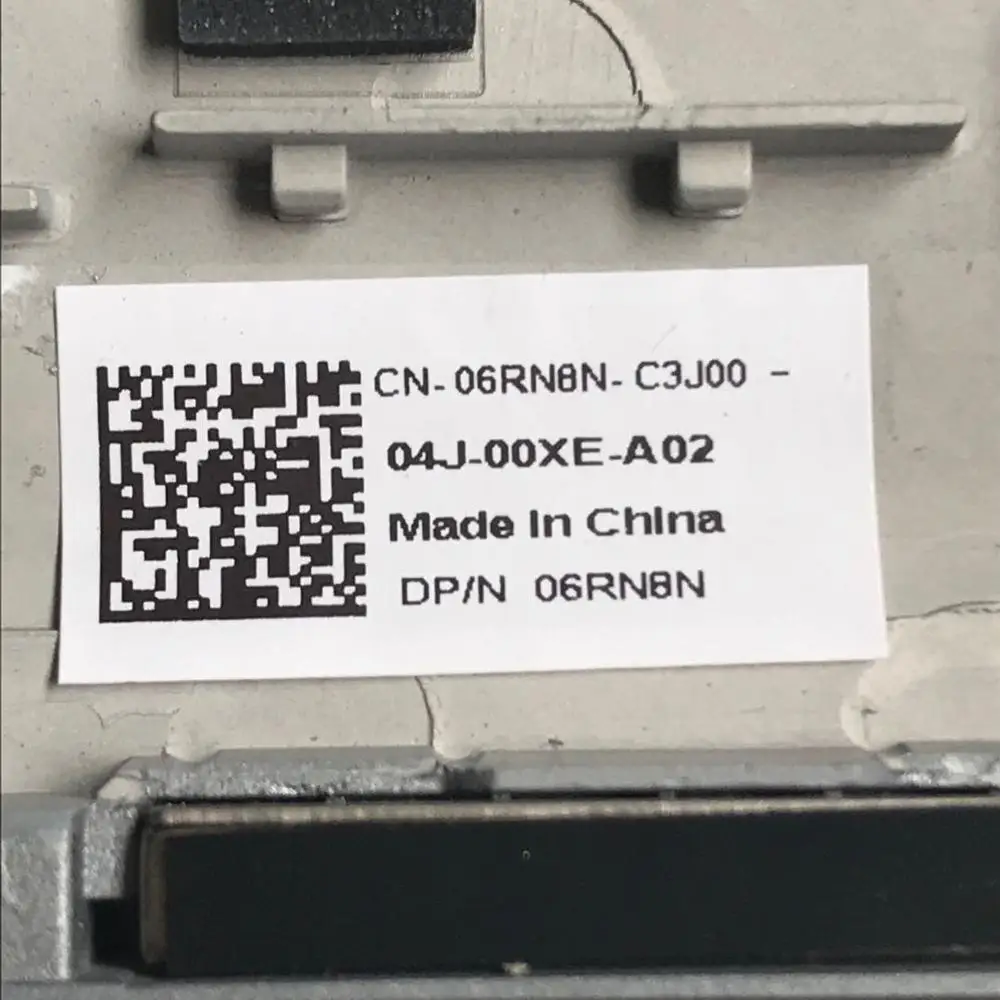 CN-06RN8N-C3J00 -
04J-00XE-A02
Made In China
DP/N 06RN8N